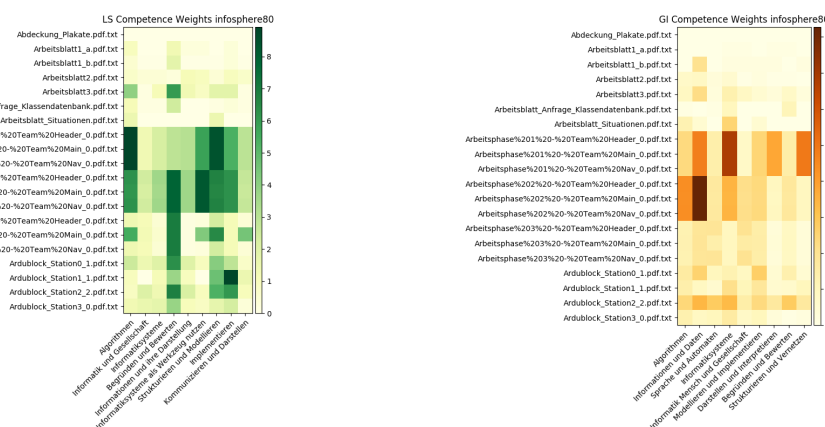 LS Competence Weights infosphere80
Abdeckung_Plakate.pdf.txt
Arbeitsblatt1_a.pdf.txt
Arbeitsblatt1_b.pdf.txt
Arbeitsblatt2.pdf.txt
Arbeitsblatt3.pdf.txt
frage_Klassendatenbank.pdf.txt
Arbeitsblatt_Situationen.pdf.txt
%20Team%20Header_0.pdf.txt
0-%20Team%20Main_0.pdf.txt
%20-%20Team%20Nav_0.pdf.txt
%20Team%20Header_0.pdf.txt
0-%20Team%20Main_0.pdf.txt
%20-%20Team%20Nav_0.pdf.txt
%20Team%20Header_0.pdf.txt
0-%20Team%20Main_0.pdf.txt
%20-%20Team%20Nav_0.pdf.txt
Ardublock_Station0_1.pdf.txt
Ardublock_Station1_1.pdf.txt
Ardublock_Station2_2.pdf.txt
Ardublock_Station3_0.pdf.txt
Algorithmen
Informatik und Gesellschaft
Informatiksysteme
Begründen und Bewerten
Informationen und ihre Darstellung
Informatiksysteme als Werkzeug nutzen
Strukturieren und Modellieren
Implementieren
Kommunizieren und Darstellen
8
7
6
5
4
3
2
1
0
GI Competence Weights infosphere80
Abdeckung_Plakate.pdf.txt
Arbeitsblatt1_a.pdf.txt
Arbeitsblatt1_b.pdf.txt
Arbeitsblatt2.pdf.txt
Arbeitsblatt3.pdf.txt
Arbeitsblatt_Anfrage_Klassendatenbank.pdf.txt
Arbeitsblatt_Situationen.pdf.txt
Arbeitsphase%201%20-%20Team%20Header_0.pdf.txt
Arbeitsphase%201%20-%20Team%20Main_0.pdf.txt
Arbeitsphase%201%20-%20Team%20Nav_0.pdf.txt
Arbeitsphase%202%20-%20Team%20Header_0.pdf.txt
Arbeitsphase%202%20-%20Team%20Main_0.pdf.txt
Arbeitsphase%202%20-%20Team%20Nav_0.pdf.txt
Arbeitsphase%203%20-%20Team%20Header_0.pdf.txt
Arbeitsphase%203%20-%20Team%20Main_0.pdf.txt
Arbeitsphase%203%20-%20Team%20Nav_0.pdf.txt
Ardublock_Station0_1.pdf.txt
Ardublock_Station1_1.pdf.txt
Ardublock_Station2_2.pdf.txt
Ardublock_Station3_0.pdf.txt
Algorithmen
Informationen und Daten
Sprache und Automaten
Informatiksysteme
Informatik Mensch und Gesellschaft
Modellieren und Implementieren
Darstellen und Interpretieren
Begründen und Bewerten
Strukturieren und Vernetzen